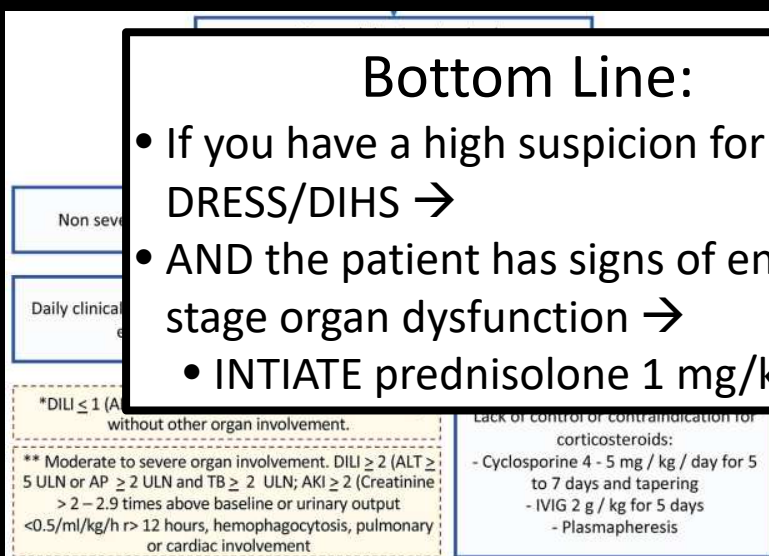 Bottom Line:
• If you have a high suspicion for
DRESS/DIHS →
• AND the patient has signs of
stage organ dysfunction →
• INTIATE prednisolone 1
Non
Daily clinical
*DILI ≤ 1
without other organ involvement.
** Moderate to severe organ involvement. DILI ≥ 2 (ALT ≥
5 ULN or AP ≥ 2 ULN and TB ≥ 2 ULN; AKI ≥ 2 (Creatinine
> 2 – 2.9 times above baseline or urinary output
<0.5/ml/kg/h r> 12 hours, hemophagocytosis, pulmonary
or cardiac involvement
Lack of control or contraindication for
corticosteroids:
- Cyclosporine 4 - 5 mg / kg / day for 5
to 7 days and tapering
- IVIG 2 g / kg for 5 days
- Plasmapheresis